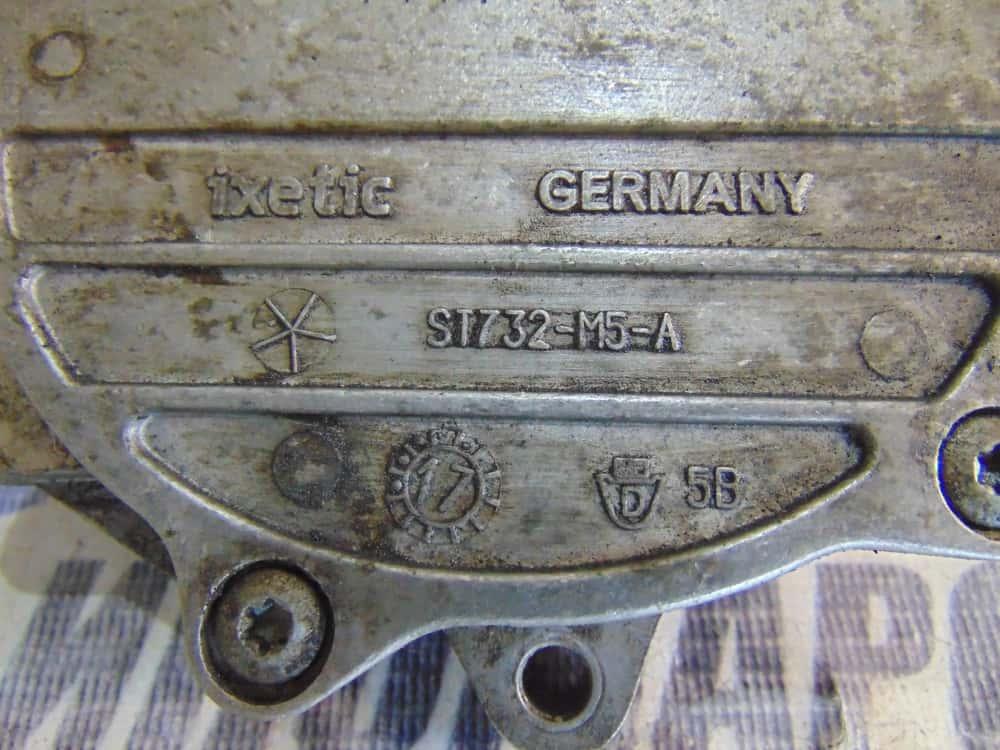 ixetic GERMANY
ST732-M5-A
17 D 5B